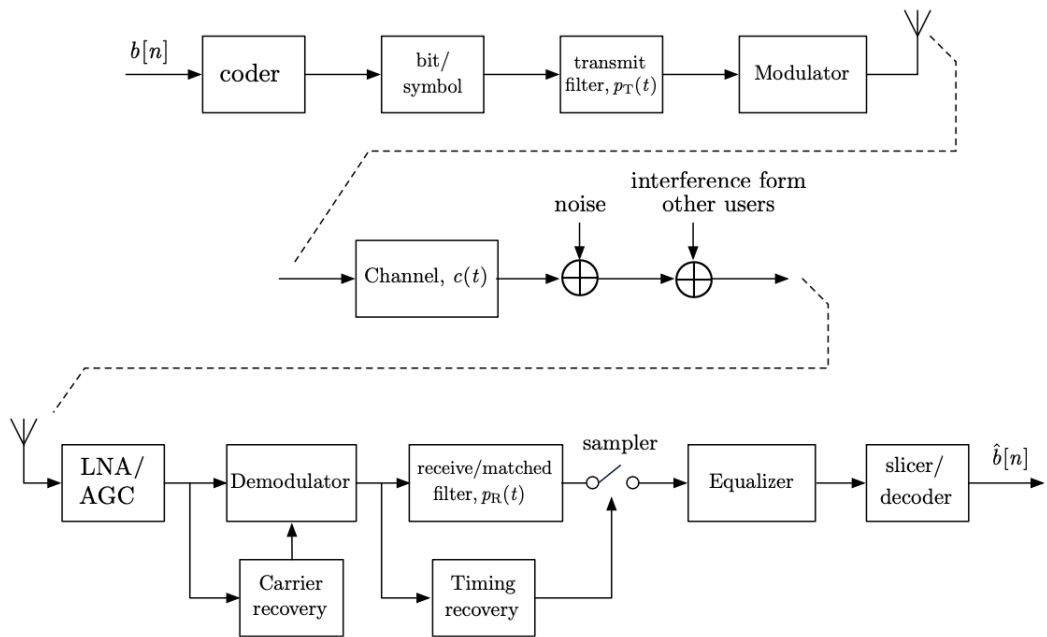 b[n]
coder
bit/
symbol
transmit
filter, p_T(t)
Modulator
interference form
other users
noise
Channel, c(t)
sampler
LNA/
AGC
Demodulator
receive/matched
filter, p_R(t)
Equalizer
slicer/
decoder
b̂[n]
Carrier
recovery
Timing
recovery